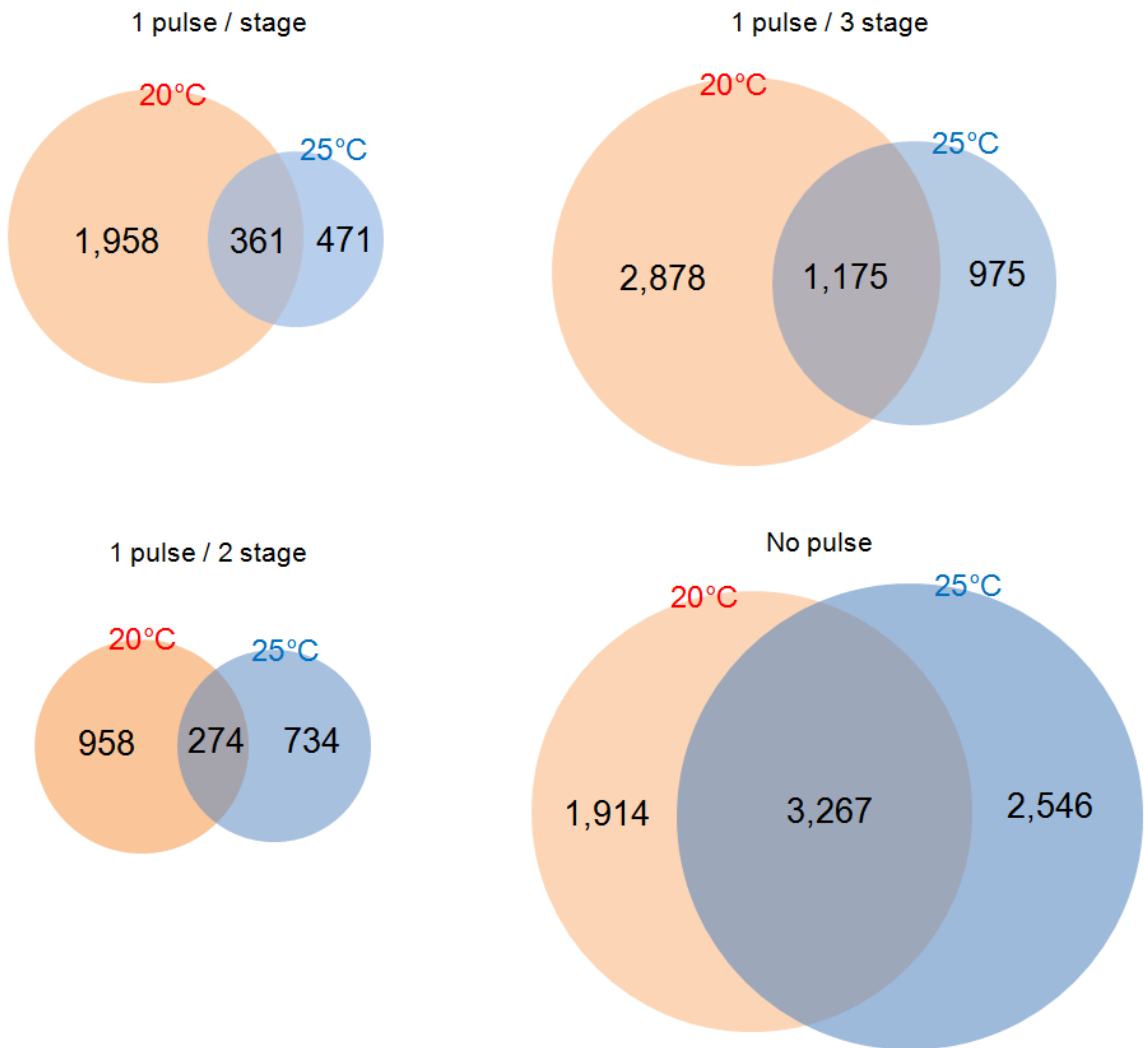 1 pulse / stage
20°C
25°C
1,958
361
471
1 pulse / 3 stage
20°C
25°C
2,878
1,175
975
1 pulse / 2 stage
20°C
25°C
958
274
734
No pulse
20°C
25°C
1,914
3,267
2,546